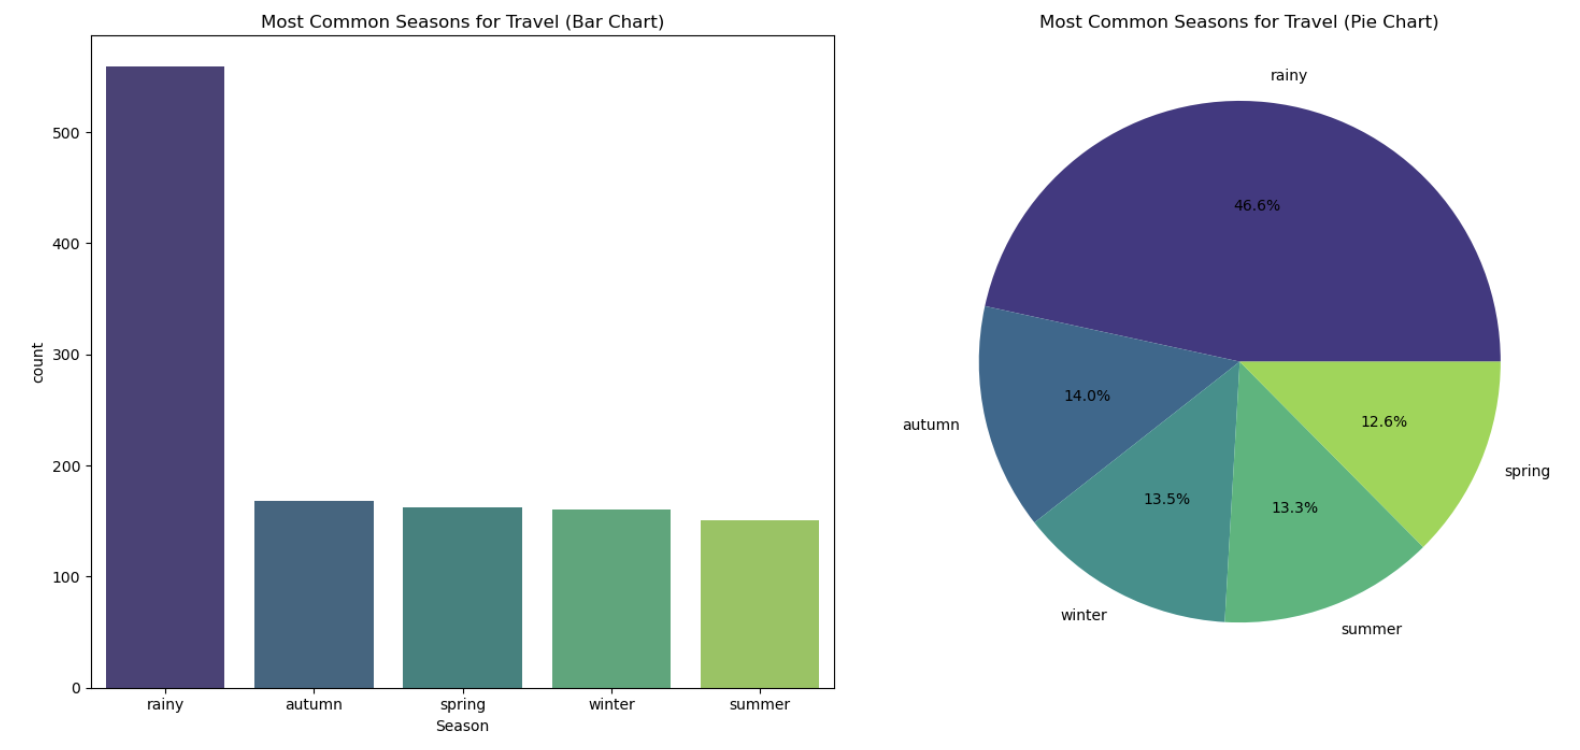 Most Common Seasons for Travel (Bar Chart)
500
400
300
200
100
0
count
rainy
autumn
spring
winter
summer
Season
Most Common Seasons for Travel (Pie Chart)
rainy
46.6%
autumn
14.0%
winter
13.5%
summer
13.3%
spring
12.6%